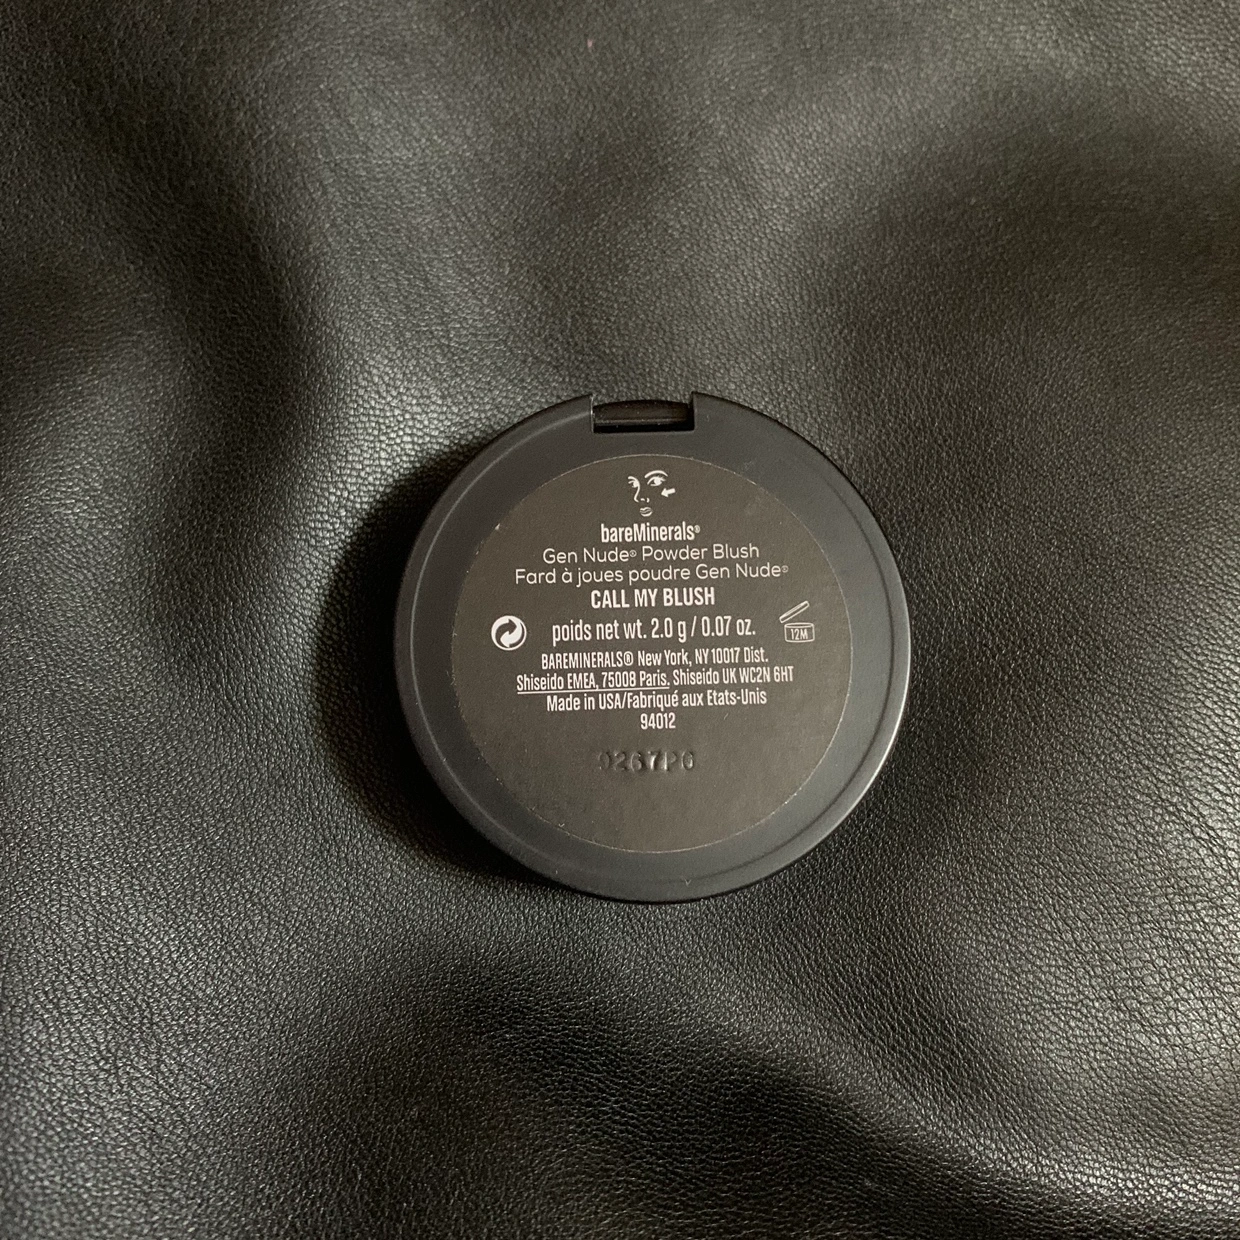 bareMinerals®
Gen Nude® Powder Blush
Fard à joues poudre Gen Nude®
CALL MY BLUSH
poids net wt. 2.0 g / 0.07 oz.
12M
BAREMINERALS® New York, NY 10017 Dist.
Shiseido EMEA, 75008 Paris. Shiseido UK WC2N 6HT
Made in USA/Fabriqué aux Etats-Unis
94012